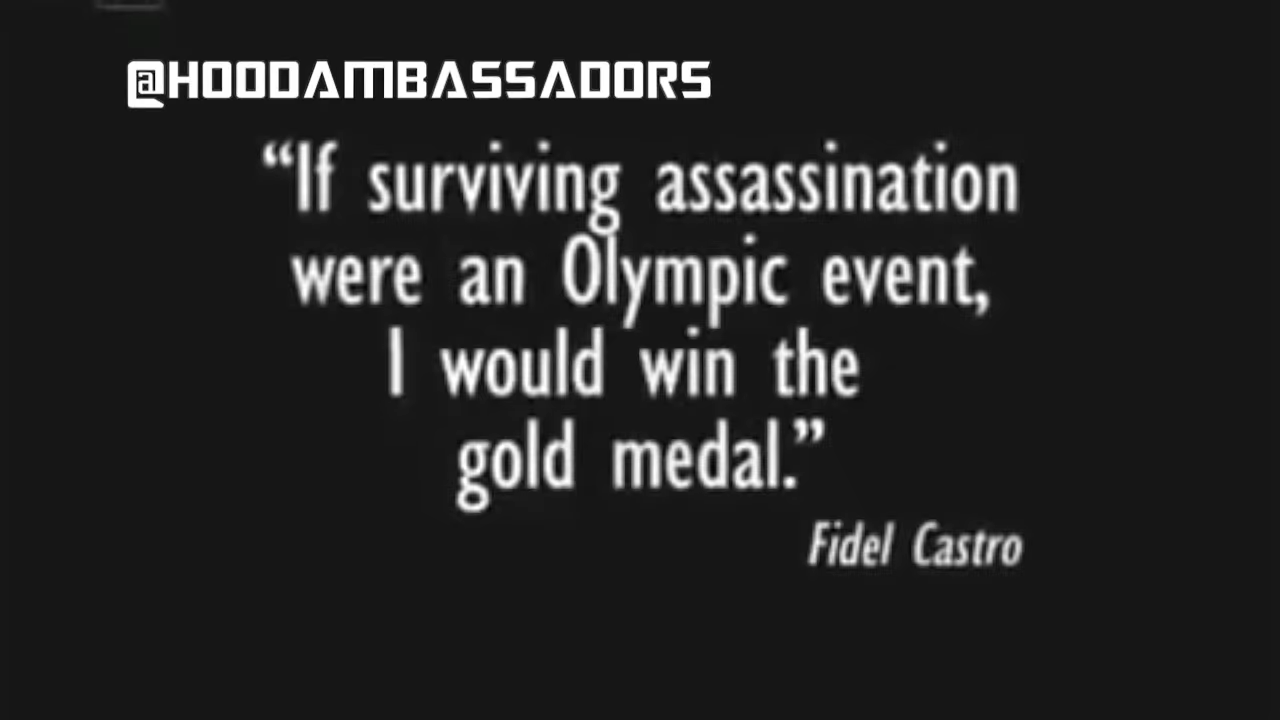 @HOODAMBASSADORS
“If surviving assassination
were an Olympic event,
I would win the
gold medal.”
Fidel Castro